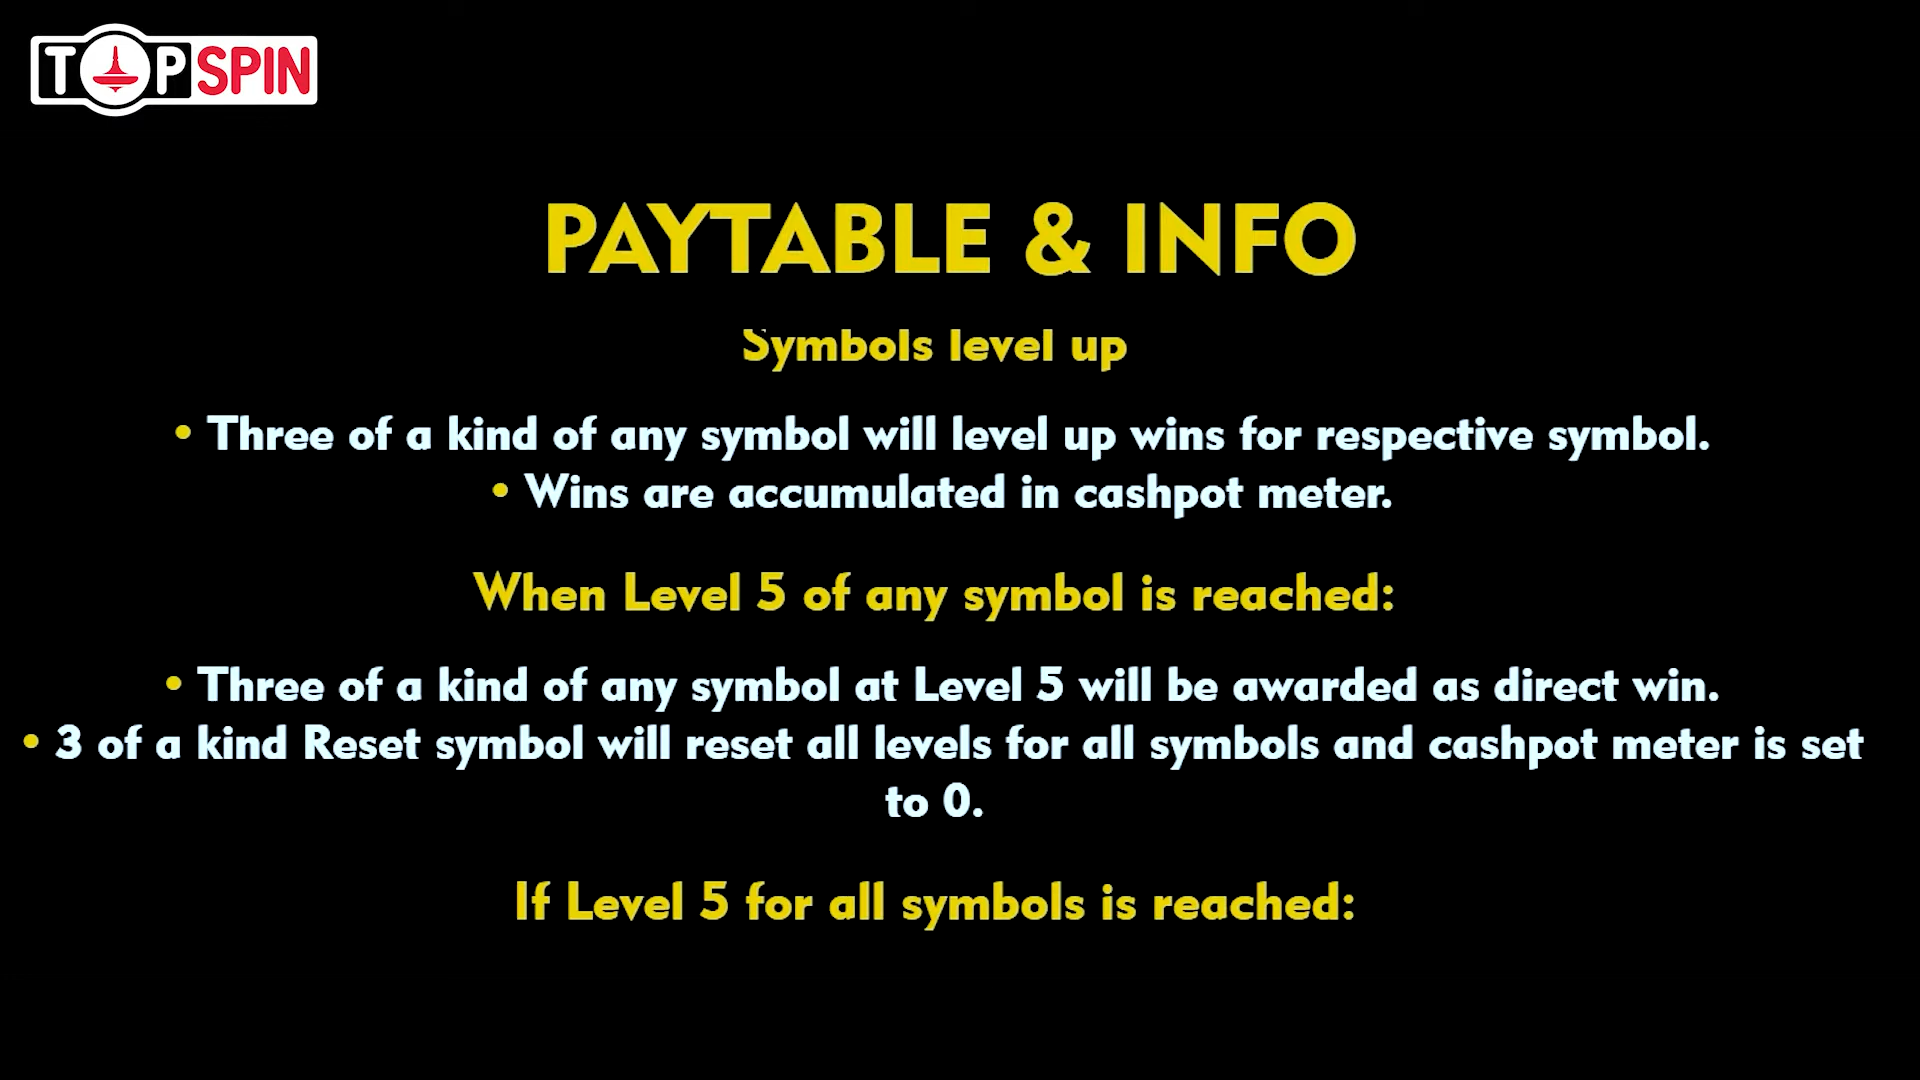 TOPSPIN
PAYTABLE & INFO
Symbols level up
• Three of a kind of any symbol will level up wins for respective symbol.
• Wins are accumulated in cashpot meter.
When Level 5 of any symbol is reached:
• Three of a kind of any symbol at Level 5 will be awarded as direct win.
• 3 of a kind Reset symbol will reset all levels for all symbols and cashpot meter is set
to 0.
If Level 5 for all symbols is reached: